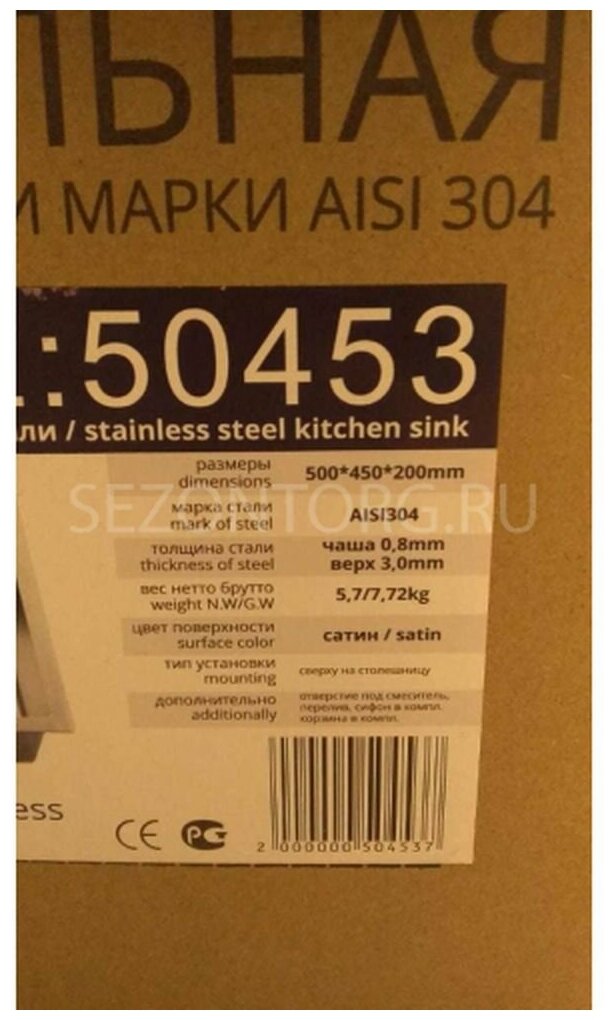 ЛЬНАЯ
И МАРКИ AISI 304
.:50453
ли / stainless steel kitchen sink
размеры
dimensions
500*450*200mm
SEZONTORG.RU
марка стали
mark of steel
AISI304
толщина стали
thickness of steel
чаша 0,8mm
верх 3,0mm
вес нетто брутто
weight N.W/G.W
5,7/7,72kg
цвет поверхности
surface color
сатин / satin
тип установки
mounting
сверху на столешницу
дополнительно
additionally
отверстие под смеситель,
перелив, сифон в компл.
корзина в компл.
ess
CE РСТ
2 000000 504537